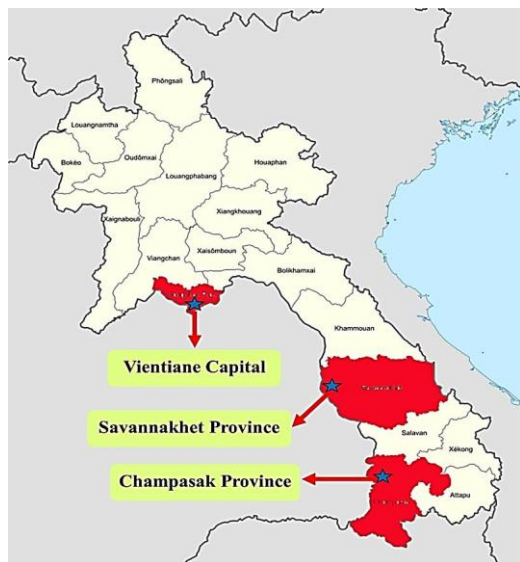 Phôngsali
Louangnamtha
Bokèo
Oudômxai
Louangphabang
Houaphan
Xaignabouli
Xiangkhouang
Viangchan
Xaisômboun
Bolikhamxai
Khammouan
Vientiane Capital
Savannakhet Province
Salavan
Xékong
Champasak Province
Attapu